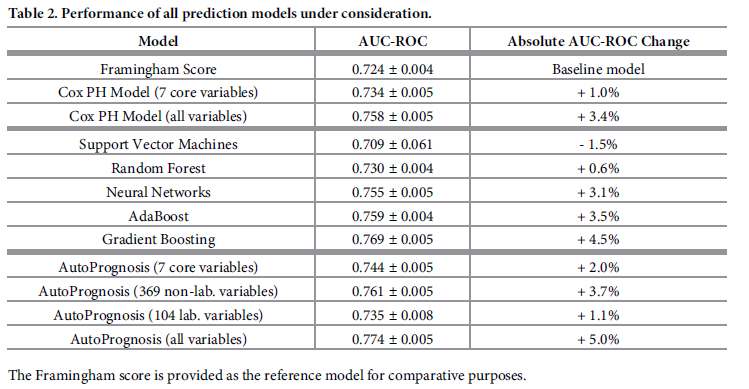 Table 2. Performance of all prediction models under consideration.
Model AUC-ROC Absolute AUC-ROC Change
Framingham Score 0.724 ± 0.004 Baseline model
Cox PH Model (7 core variables) 0.734 ± 0.005 + 1.0%
Cox PH Model (all variables) 0.758 ± 0.005 + 3.4%
Support Vector Machines 0.709 ± 0.061 - 1.5%
Random Forest 0.730 ± 0.004 + 0.6%
Neural Networks 0.755 ± 0.005 + 3.1%
AdaBoost 0.759 ± 0.004 + 3.5%
Gradient Boosting 0.769 ± 0.005 + 4.5%
AutoPrognosis (7 core variables) 0.744 ± 0.005 + 2.0%
AutoPrognosis (369 non-lab. variables) 0.761 ± 0.005 + 3.7%
AutoPrognosis (104 lab. variables) 0.735 ± 0.008 + 1.1%
AutoPrognosis (all variables) 0.774 ± 0.005 + 5.0%
The Framingham score is provided as the reference model for comparative purposes.